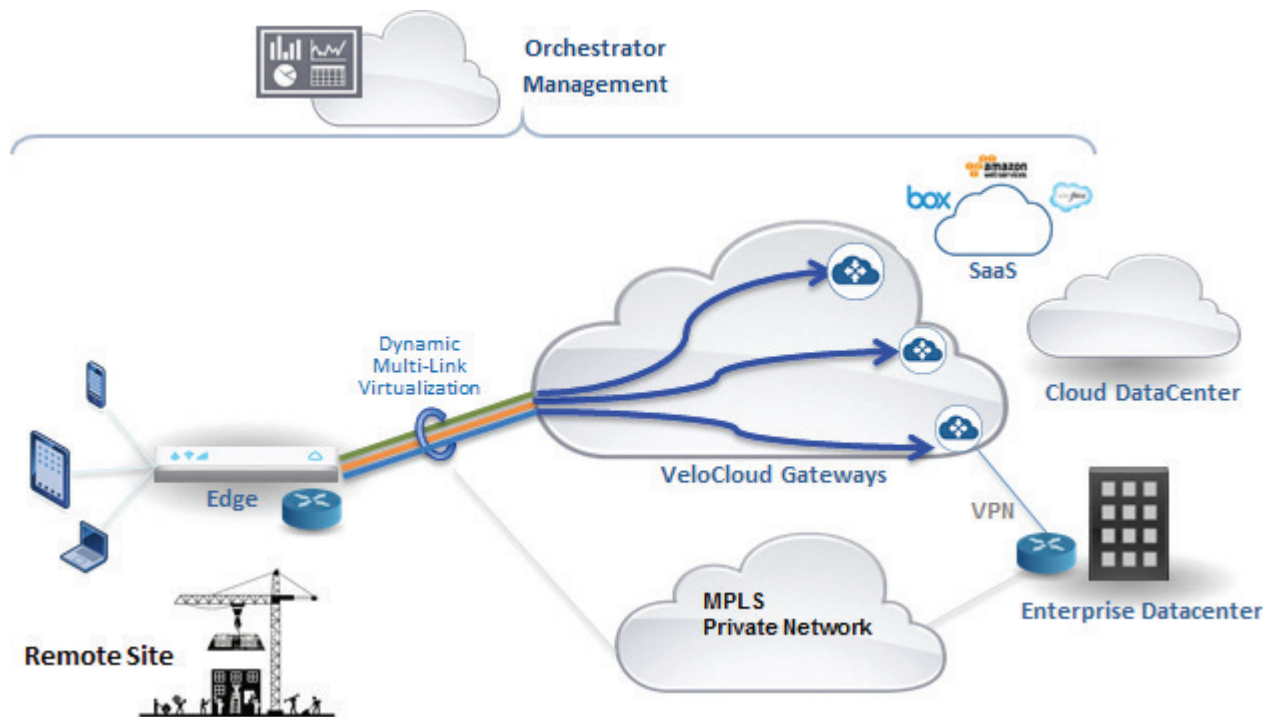 Orchestrator
Management
amazon
webservices
box
SaaS
Dynamic
Multi-Link
Virtualization
Cloud DataCenter
VeloCloud Gateways
Edge
VPN
MPLS
Private Network
Enterprise Datacenter
Remote Site